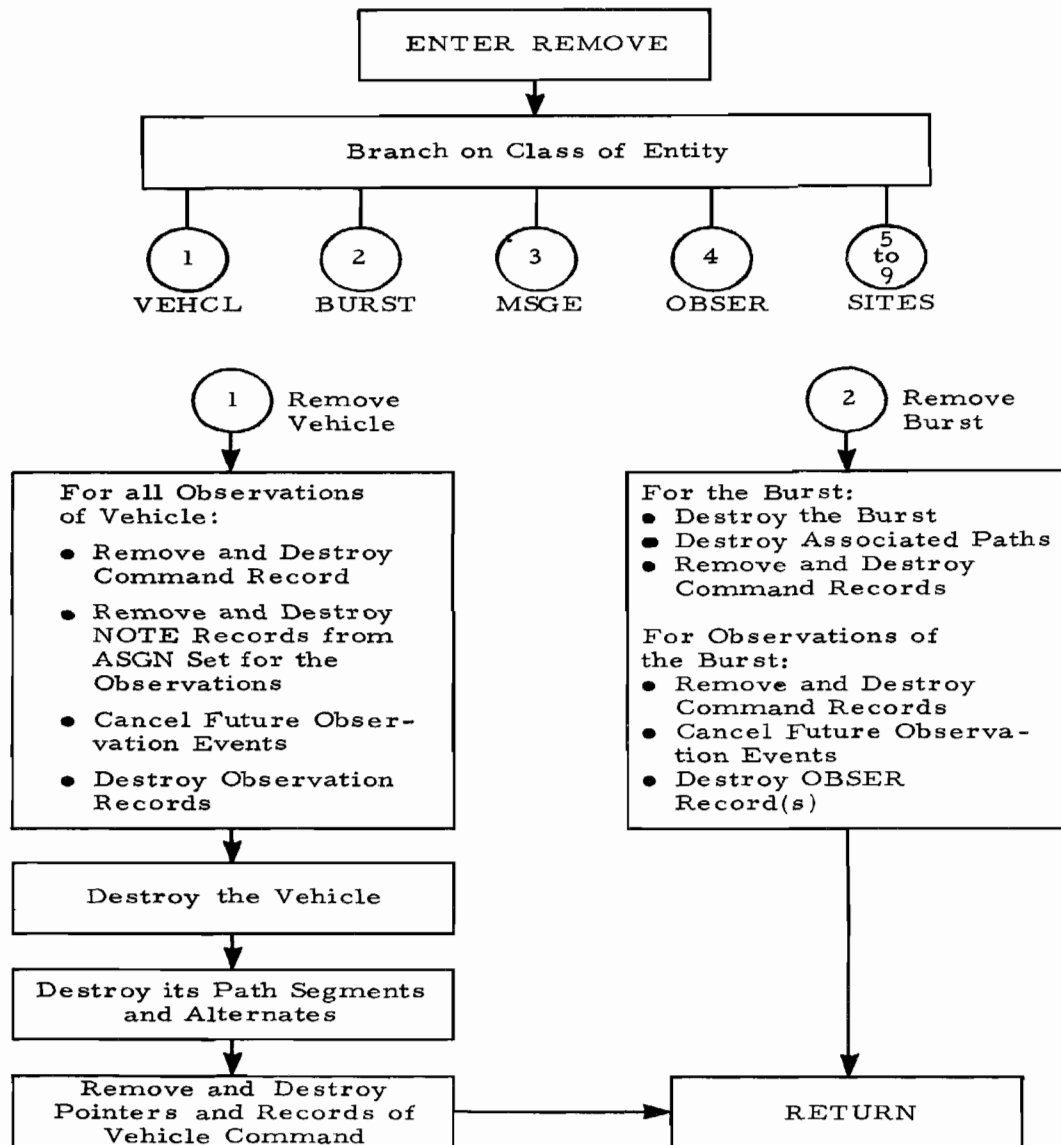 ENTER REMOVE
Branch on Class of Entity
1
VEHCL
2
BURST
3
MSGE
4
OBSER
5
to
9
SITES
1
Remove
Vehicle
For all Observations
of Vehicle:
• Remove and Destroy
Command Record
• Remove and Destroy
NOTE Records from
ASGN Set for the
Observations
• Cancel Future Obser-
vation Events
• Destroy Observation
Records
Destroy the Vehicle
Destroy its Path Segments
and Alternates
Remove and Destroy
Pointers and Records of
Vehicle Command
2
Remove
Burst
For the Burst:
• Destroy the Burst
• Destroy Associated Paths
• Remove and Destroy
Command Records
For Observations of
the Burst:
• Remove and Destroy
Command Records
• Cancel Future Observa-
tion Events
• Destroy OBSER
Record(s)
RETURN